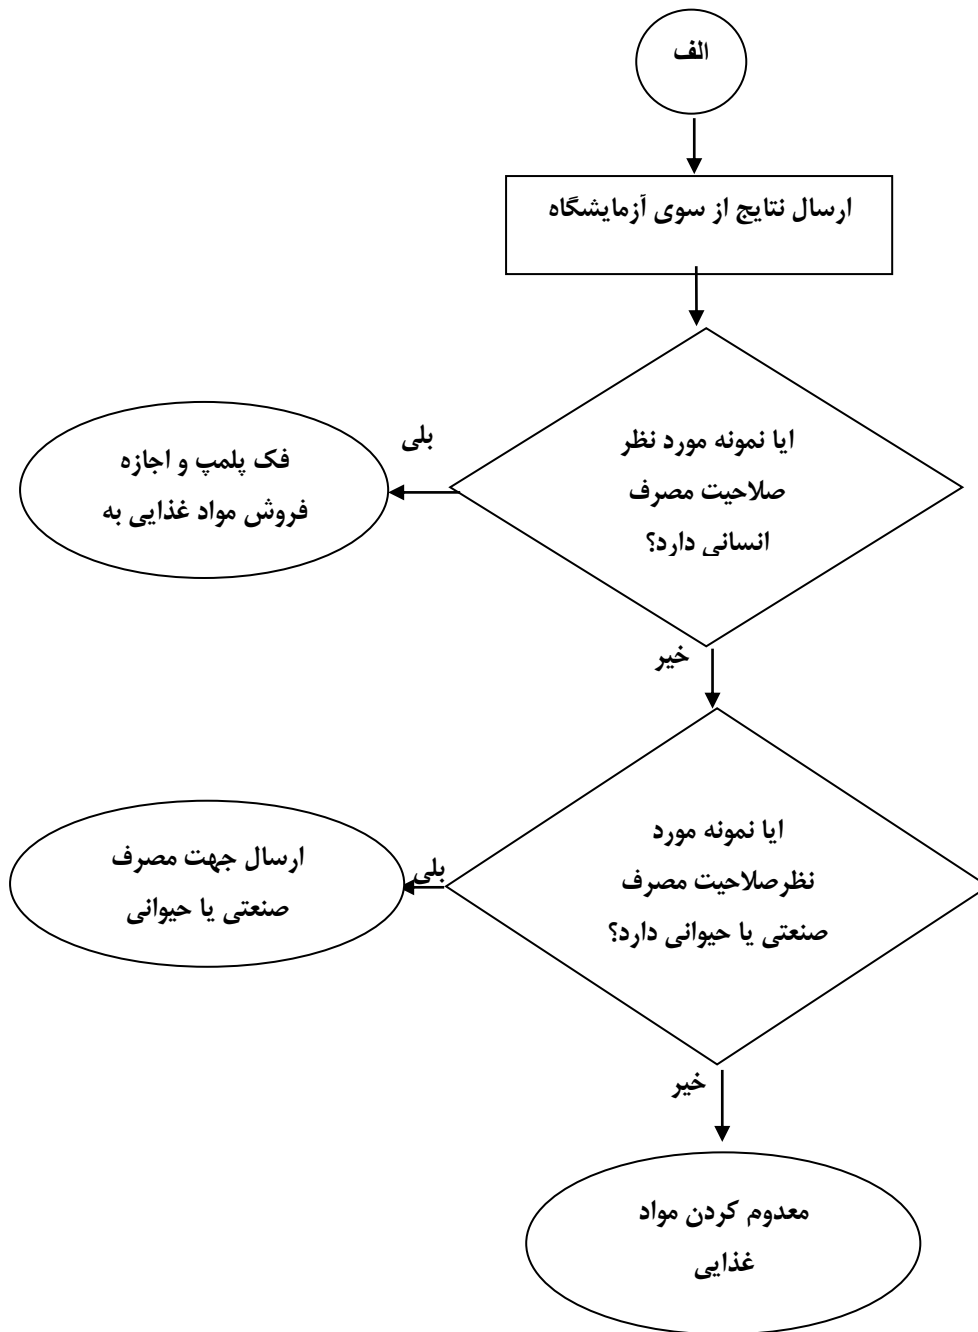 الف
ارسال نتایج از سوی آزمایشگاه
ایا نمونه مورد نظر
صلاحیت مصرف
انسانی دارد؟
بلی
فک پلمپ و اجازه
فروش مواد غذایی به
خیر
ایا نمونه مورد
نظرصلاحیت مصرف
صنعتی یا حیوانی دارد؟
بلی
ارسال جهت مصرف
صنعتی یا حیوانی
خیر
معدوم کردن مواد
غذایی